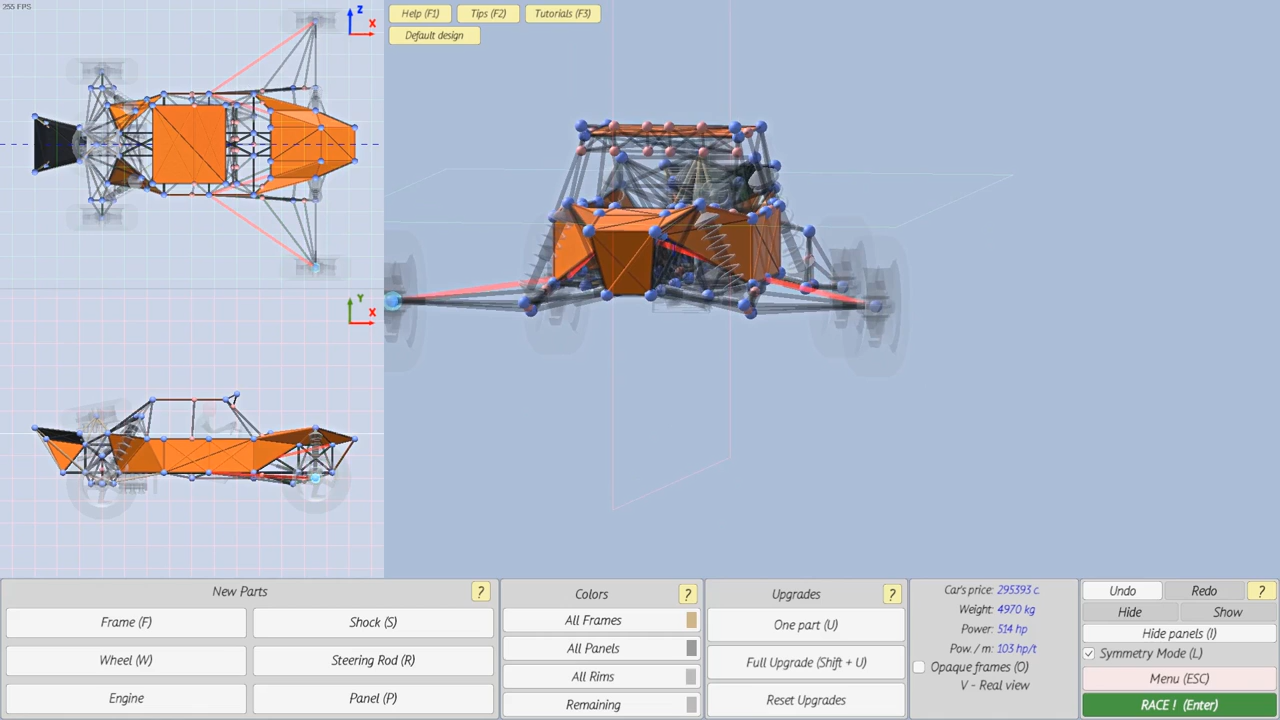 255 FPS
Z
X
Y
X
Help (F1)
Tips (F2)
Tutorials (F3)
Default design
New Parts
?
Frame (F)
Shock (S)
Wheel (W)
Steering Rod (R)
Engine
Panel (P)
Colors
?
All Frames
All Panels
All Rims
Remaining
Upgrades
?
One part (U)
Full Upgrade (Shift + U)
Reset Upgrades
Car's price: 295393 c.
Weight: 4970 kg
Power: 514 hp
Pow. / m: 103 hp/t
Opaque frames (O)
V - Real view
Undo
Redo
?
Hide
Show
Hide panels (I)
Symmetry Mode (L)
Menu (ESC)
RACE ! (Enter)